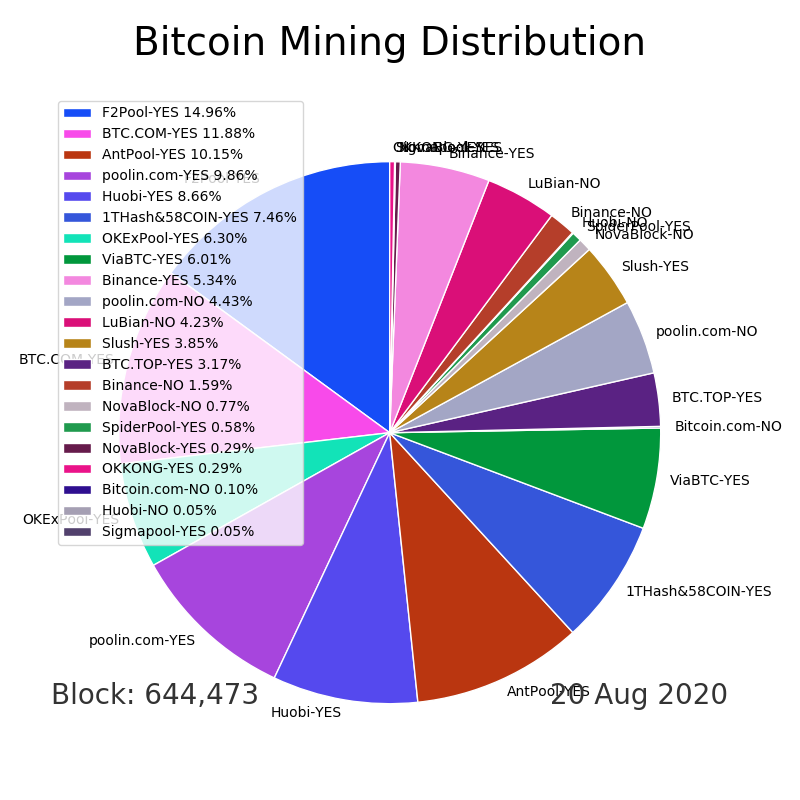 Bitcoin Mining Distribution
F2Pool-YES 14.96%
BTC.COM-YES 11.88%
AntPool-YES 10.15%
poolin.com-YES 9.86%
Huobi-YES 8.66%
1THash&58COIN-YES 7.46%
OKExPool-YES 6.30%
ViaBTC-YES 6.01%
Binance-YES 5.34%
poolin.com-NO 4.43%
LuBian-NO 4.23%
Slush-YES 3.85%
BTC.TOP-YES 3.17%
Binance-NO 1.59%
NovaBlock-NO 0.77%
SpiderPool-YES 0.58%
NovaBlock-YES 0.29%
OKKONG-YES 0.29%
Bitcoin.com-NO 0.10%
Huobi-NO 0.05%
Sigmapool-YES 0.05%
Binance-YES
LuBian-NO
Binance-NO
Huobi-NO
SpiderPool-YES
NovaBlock-NO
Slush-YES
poolin.com-NO
BTC.TOP-YES
Bitcoin.com-NO
ViaBTC-YES
1THash&58COIN-YES
AntPool-YES
Huobi-YES
poolin.com-YES
OKExPool-YES
BTC.COM-YES
F2Pool-YES
Block: 644,473
20 Aug 2020